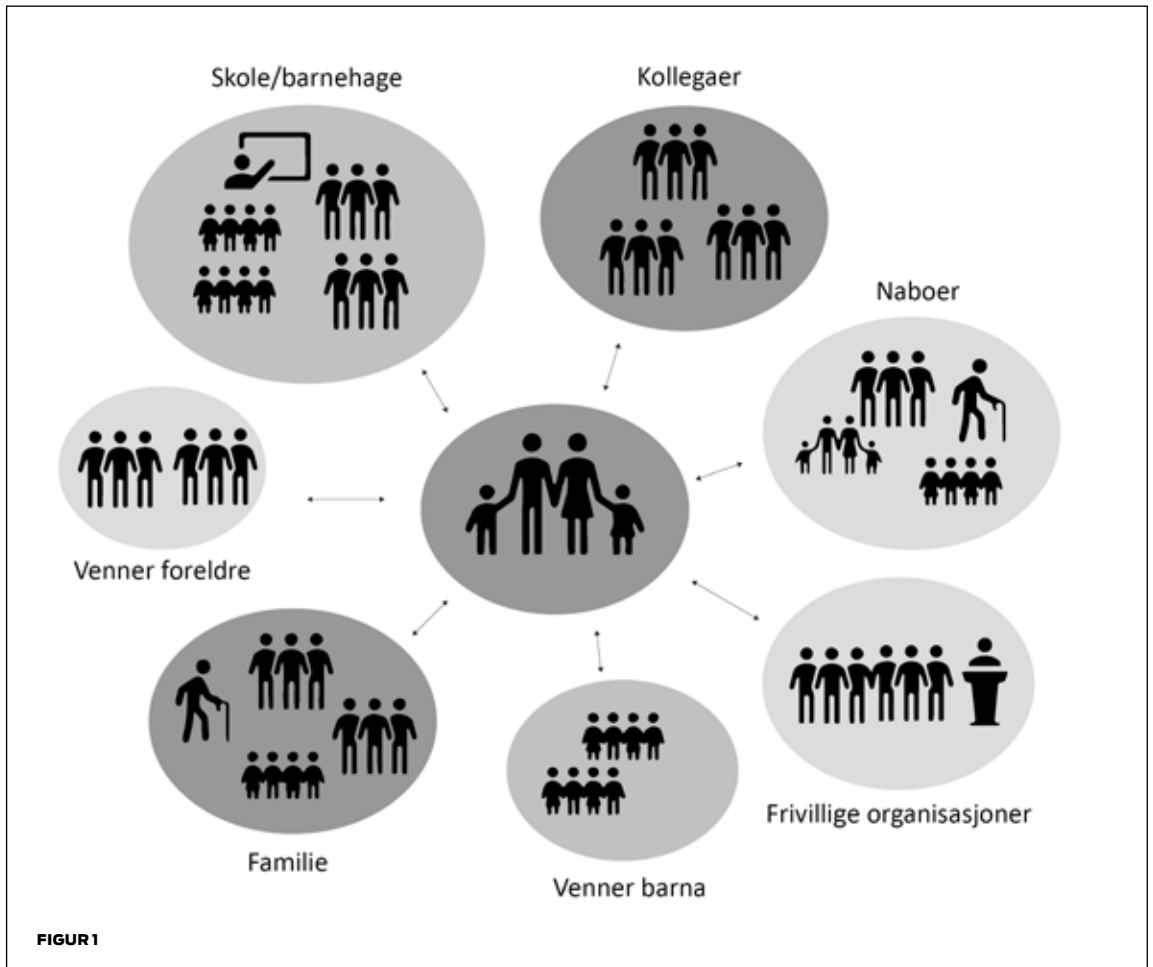 Skole/barnehage
Kollegaer
Naboer
Venner foreldre
Frivillige organisasjoner
Familie
Venner barna
FIGUR 1